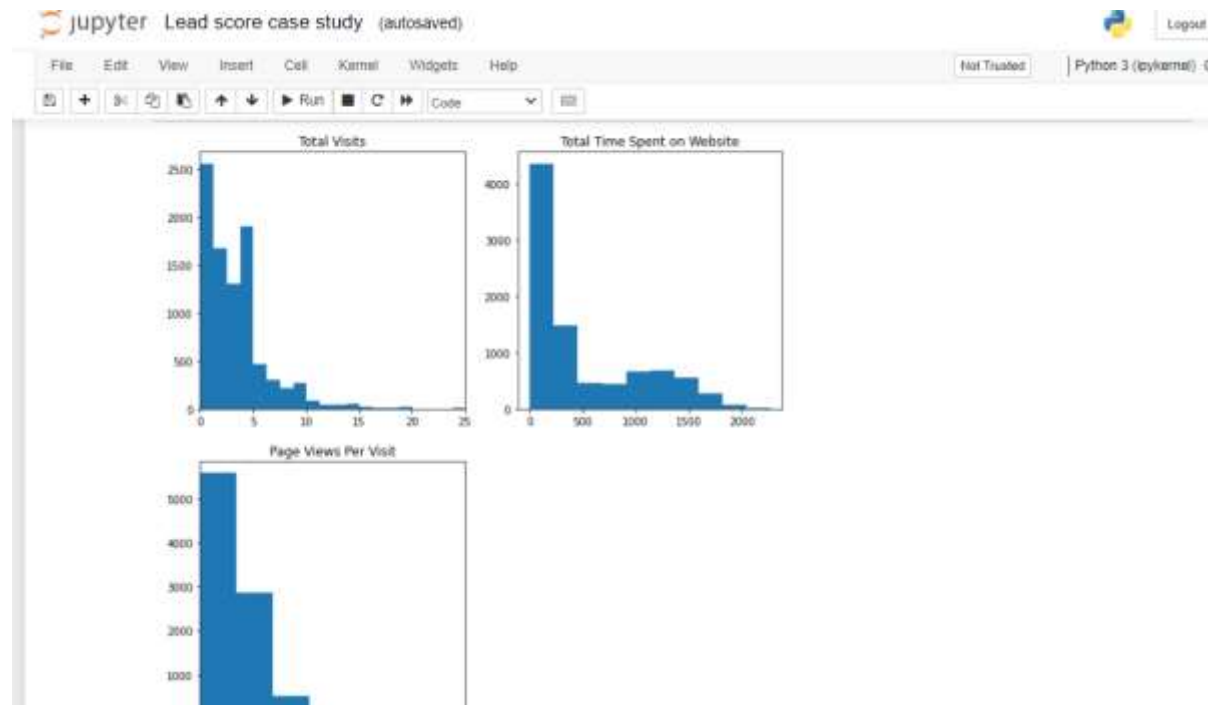 jupyter Lead score case study (autosaved)
Logout
File Edit View Insert Cell Kernel Widgets Help
Not Trusted
Python 3 (ipykernel)
Run
Code
Total Visits
2500
2000
1500
1000
500
0
0 5 10 15 20 25
Total Time Spent on Website
4000
3000
2000
1000
0
0 500 1000 1500 2000
Page Views Per Visit
5000
4000
3000
2000
1000